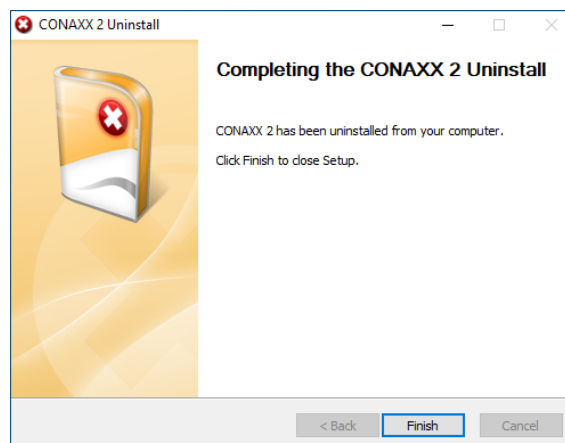 CONAXX 2 Uninstall
Completing the CONAXX 2 Uninstall
CONAXX 2 has been uninstalled from your computer.
Click Finish to close Setup.
< Back
Finish
Cancel